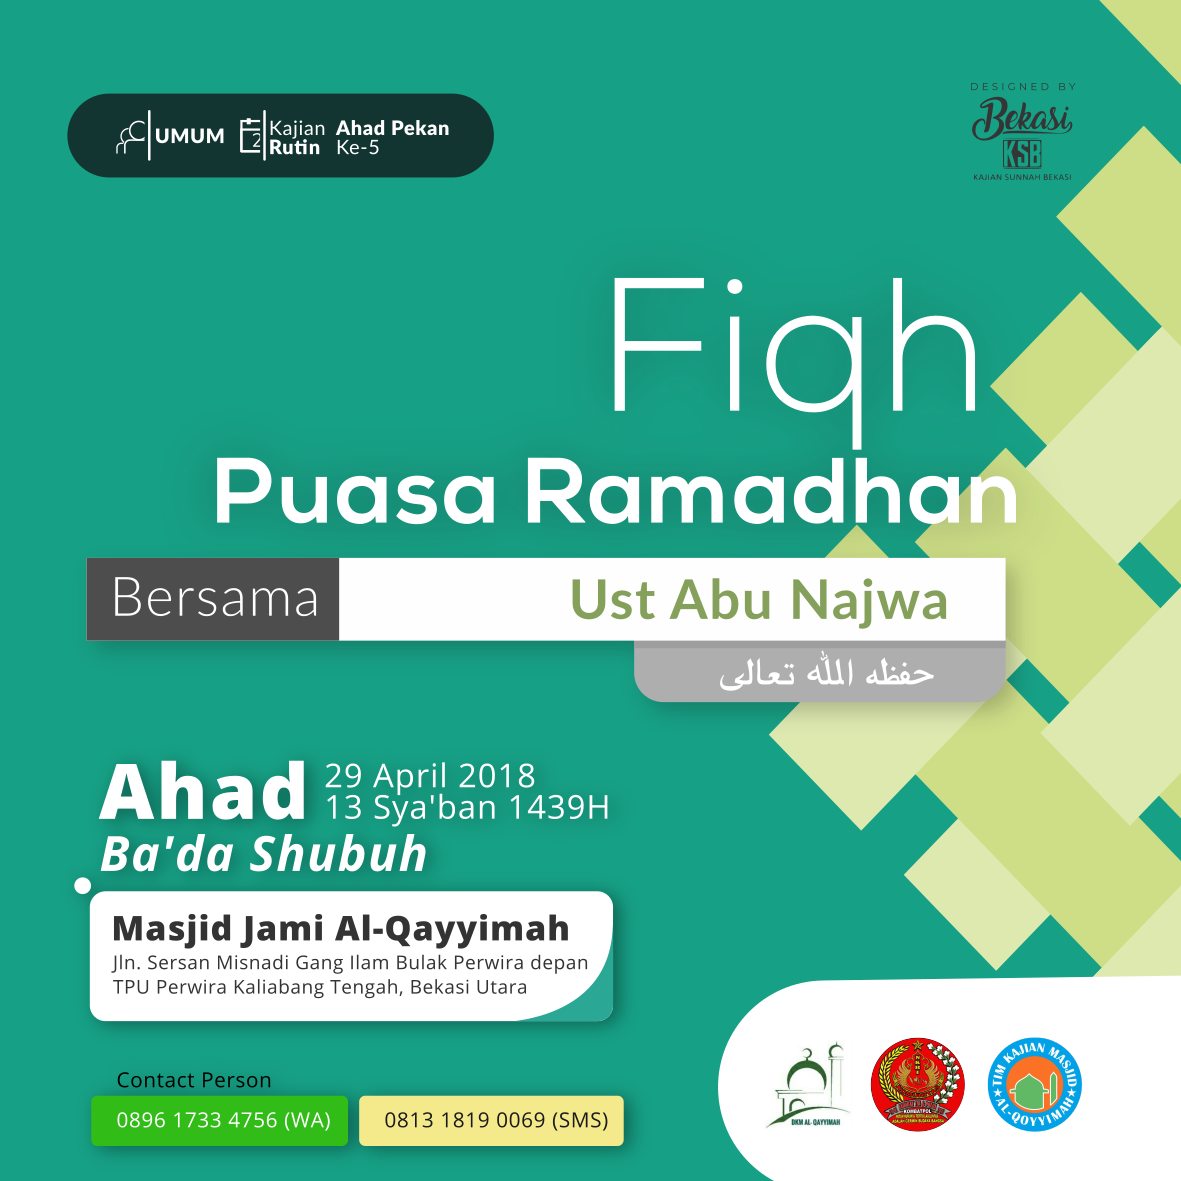 UMUM
2
Kajian
Rutin
Ahad Pekan
Ke-5
DESIGNED BY
Bekasi
KSB
KAJIAN SUNNAH BEKASI
Fiqh
Puasa Ramadhan
Bersama
Ust Abu Najwa
حفظه الله تعالى
Ahad
29 April 2018
13 Sya'ban 1439H
Ba'da Shubuh
Masjid Jami Al-Qayyimah
Jln. Sersan Misnadi Gang Ilam Bulak Perwira depan
TPU Perwira Kaliabang Tengah, Bekasi Utara
Contact Person
0896 1733 4756 (WA)
0813 1819 0069 (SMS)
DKM AL- QAYYIMAH
KOMBATPOL
TIM KAJIAN MASJID
AL-QOYYIMAH